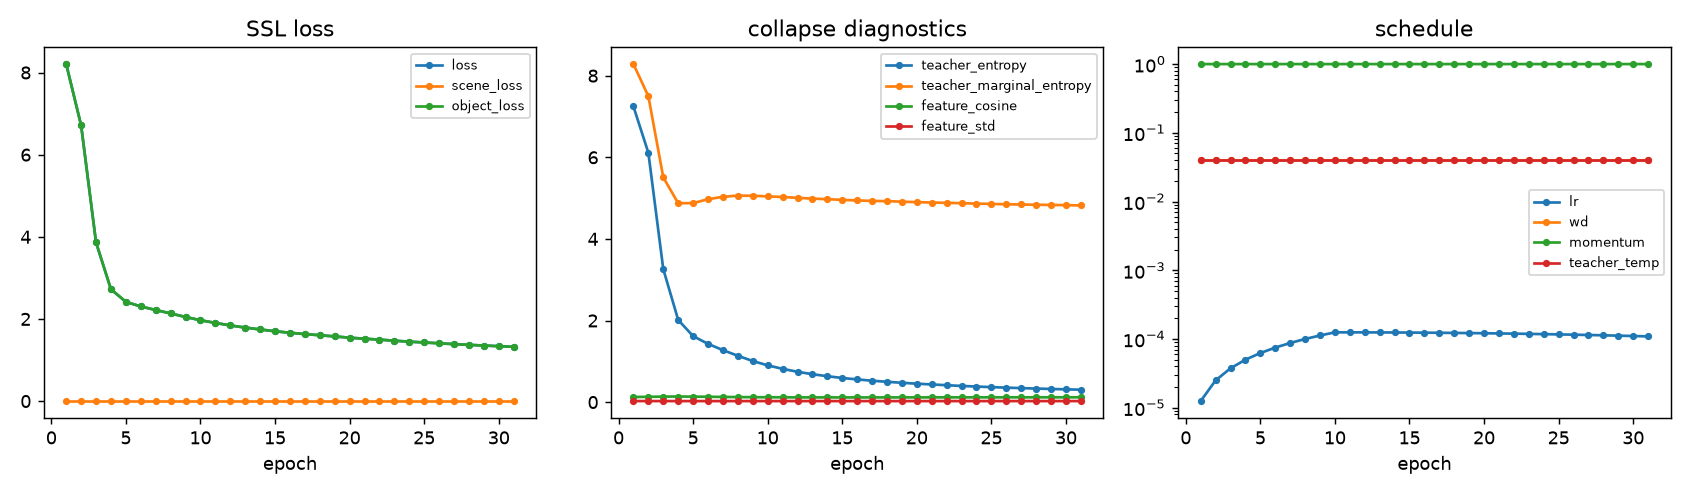 SSL loss
loss
scene_loss
object_loss
8
6
4
2
0
0 5 10 15 20 25 30
epoch
collapse diagnostics
teacher_entropy
teacher_marginal_entropy
feature_cosine
feature_std
8
6
4
2
0
0 5 10 15 20 25 30
epoch
schedule
10⁰
10⁻¹
10⁻²
10⁻³
10⁻⁴
10⁻⁵
lr
wd
momentum
teacher_temp
0 5 10 15 20 25 30
epoch